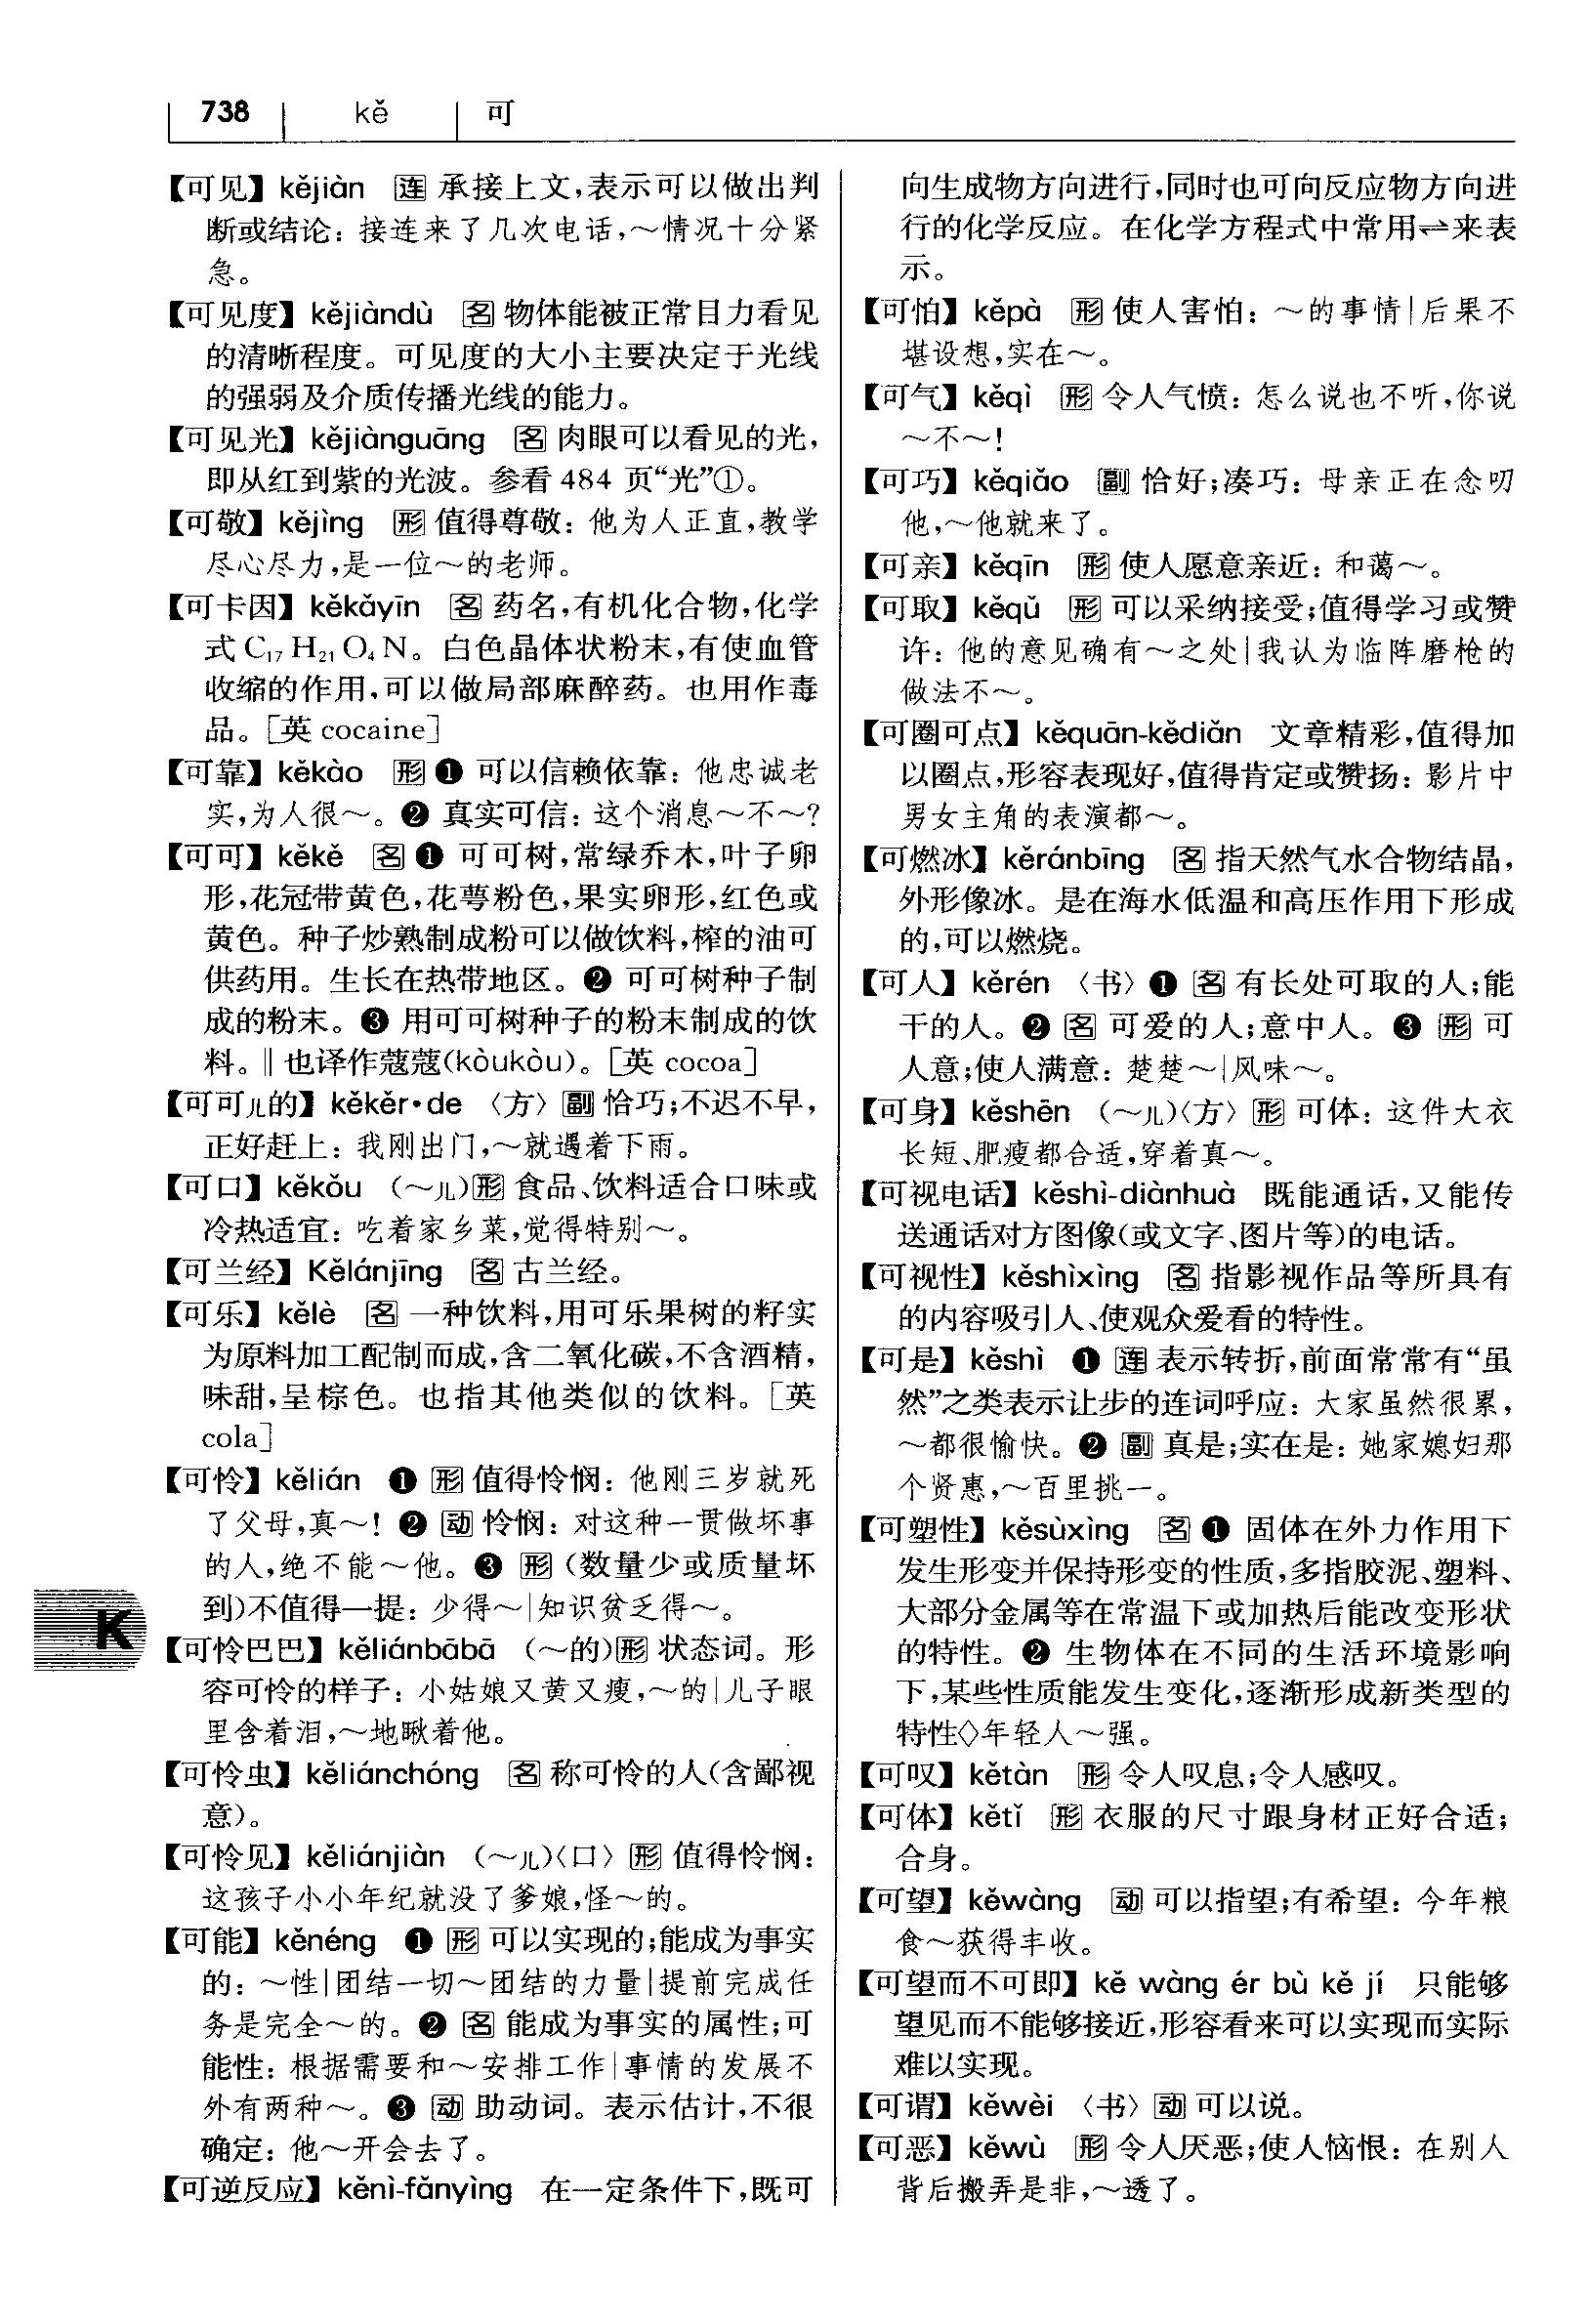 738 kě 可
【可见】 kějiàn 连 承接上文,表示可以做出判
断或结论：接连来了几次电话,～情况十分紧
急。
【可见度】 kějiàndù 名 物体能被正常目力看见
的清晰程度。可见度的大小主要决定于光线
的强弱及介质传播光线的能力。
【可见光】 kějiànguāng 名 肉眼可以看见的光,
即从红到紫的光波。参看 484 页“光”①。
【可敬】 kějìng 形 值得尊敬：他为人正直,教学
尽心尽力,是一位～的老师。
【可卡因】 kěkǎyīn 名 药名,有机化合物,化学
式 C₁₇H₂₁O₄N。白色晶体状粉末,有使血管
收缩的作用,可以做局部麻醉药。也用作毒
品。[英 cocaine]
【可靠】 kěkào 形 ❶ 可以信赖依靠：他忠诚老
实,为人很～。❷ 真实可信：这个消息～不～?
【可可】 kěkě 名 ❶ 可可树,常绿乔木,叶子卵
形,花冠带黄色,花萼粉色,果实卵形,红色或
黄色。种子炒熟制成粉可以做饮料,榨的油可
供药用。生长在热带地区。❷ 可可树种子制
成的粉末。❸ 用可可树种子的粉末制成的饮
料。‖ 也译作蔻蔻(kòukòu)。[英 cocoa]
【可可儿的】 kěkěr•de 〈方〉 副 恰巧;不迟不早,
正好赶上：我刚出门,～就遇着下雨。
【可口】 kěkǒu (～儿)形 食品、饮料适合口味或
冷热适宜：吃着家乡菜,觉得特别～。
【可兰经】 Kělánjīng 名 古兰经。
【可乐】 kělè 名 一种饮料,用可乐果树的籽实
为原料加工配制而成,含二氧化碳,不含酒精,
味甜,呈棕色。也指其他类似的饮料。[英
cola]
【可怜】 kělián ❶ 形 值得怜悯：他刚三岁就死
了父母,真～! ❷ 动 怜悯：对这种一贯做坏事
的人,绝不能～他。❸ 形 (数量少或质量坏
到)不值得一提：少得～|知识贫乏得～。
K
【可怜巴巴】 kěliánbābā (～的)形 状态词。形
容可怜的样子：小姑娘又黄又瘦,～的|儿子眼
里含着泪,～地瞅着他。
【可怜虫】 kěliánchóng 名 称可怜的人(含鄙视
意)。
【可怜见】 kěliánjiàn (～儿)〈口〉 形 值得怜悯：
这孩子小小年纪就没了爹娘,怪～的。
【可能】 kěnéng ❶ 形 可以实现的;能成为事实
的：～性|团结一切～团结的力量|提前完成任
务是完全～的。❷ 名 能成为事实的属性;可
能性：根据需要和～安排工作|事情的发展不
外有两种～。❸ 动 助动词。表示估计,不很
确定：他～开会去了。
【可逆反应】 kěnì-fǎnyìng 在一定条件下,既可
向生成物方向进行,同时也可向反应物方向进
行的化学反应。在化学方程式中常用⇌来表
示。
【可怕】 kěpà 形 使人害怕：～的事情|后果不
堪设想,实在～。
【可气】 kěqì 形 令人气愤：怎么说也不听,你说
～不～!
【可巧】 kěqiǎo 副 恰好;凑巧：母亲正在念叨
他,～他就来了。
【可亲】 kěqīn 形 使人愿意亲近：和蔼～。
【可取】 kěqǔ 形 可以采纳接受;值得学习或赞
许：他的意见确有～之处|我认为临阵磨枪的
做法不～。
【可圈可点】 kěquān-kědiǎn 文章精彩,值得加
以圈点,形容表现好,值得肯定或赞扬：影片中
男女主角的表演都～。
【可燃冰】 kěránbīng 名 指天然气水合物结晶,
外形像冰。是在海水低温和高压作用下形成
的,可以燃烧。
【可人】 kěrén 〈书〉 ❶ 名 有长处可取的人;能
干的人。❷ 名 可爱的人;意中人。❸ 形 可
人意;使人满意：楚楚～|风味～。
【可身】 kěshēn (～儿)〈方〉 形 可体：这件大衣
长短、肥瘦都合适,穿着真～。
【可视电话】 kěshì-diànhuà 既能通话,又能传
送通话对方图像(或文字、图片等)的电话。
【可视性】 kěshìxìng 名 指影视作品等所具有
的内容吸引人、使观众爱看的特性。
【可是】 kěshì ❶ 连 表示转折,前面常常有“虽
然”之类表示让步的连词呼应：大家虽然很累,
～都很愉快。❷ 副 真是;实在是：她家媳妇那
个贤惠,～百里挑一。
【可塑性】 kěsùxìng 名 ❶ 固体在外力作用下
发生形变并保持形变的性质,多指胶泥、塑料、
大部分金属等在常温下或加热后能改变形状
的特性。❷ 生物体在不同的生活环境影响
下,某些性质能发生变化,逐渐形成新类型的
特性◇年轻人～强。
【可叹】 kětàn 形 令人叹息;令人感叹。
【可体】 kětǐ 形 衣服的尺寸跟身材正好合适;
合身。
【可望】 kěwàng 动 可以指望;有希望：今年粮
食～获得丰收。
【可望而不可即】 kě wàng ér bù kě jí 只能够
望见而不能够接近,形容看来可以实现而实际
难以实现。
【可谓】 kěwèi 〈书〉 动 可以说。
【可恶】 kěwù 形 令人厌恶;使人恼恨：在别人
背后搬弄是非,～透了。